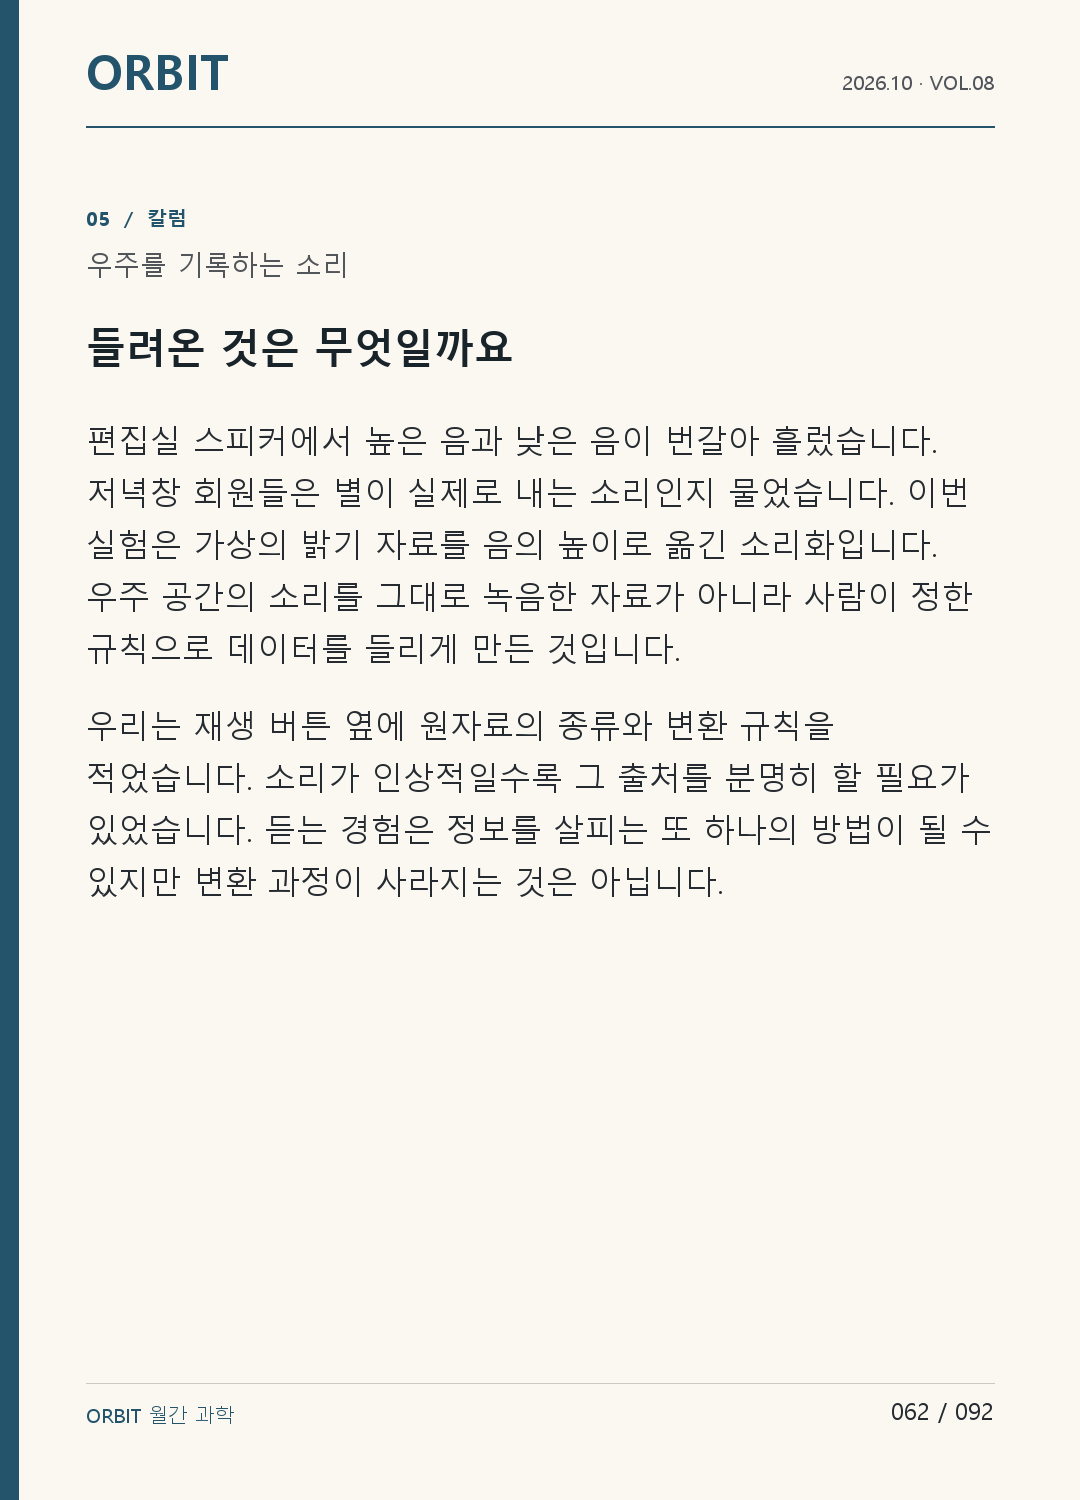 ORBIT
2026.10 · VOL.08
05 / 칼럼
우주를 기록하는 소리
들려온 것은 무엇일까요
편집실 스피커에서 높은 음과 낮은 음이 번갈아 흘렀습니다.
저녁창 회원들은 별이 실제로 내는 소리인지 물었습니다. 이번
실험은 가상의 밝기 자료를 음의 높이로 옮긴 소리화입니다.
우주 공간의 소리를 그대로 녹음한 자료가 아니라 사람이 정한
규칙으로 데이터를 들리게 만든 것입니다.
우리는 재생 버튼 옆에 원자료의 종류와 변환 규칙을
적었습니다. 소리가 인상적일수록 그 출처를 분명히 할 필요가
있었습니다. 듣는 경험은 정보를 살피는 또 하나의 방법이 될 수
있지만 변환 과정이 사라지는 것은 아닙니다.
ORBIT 월간 과학
062 / 092